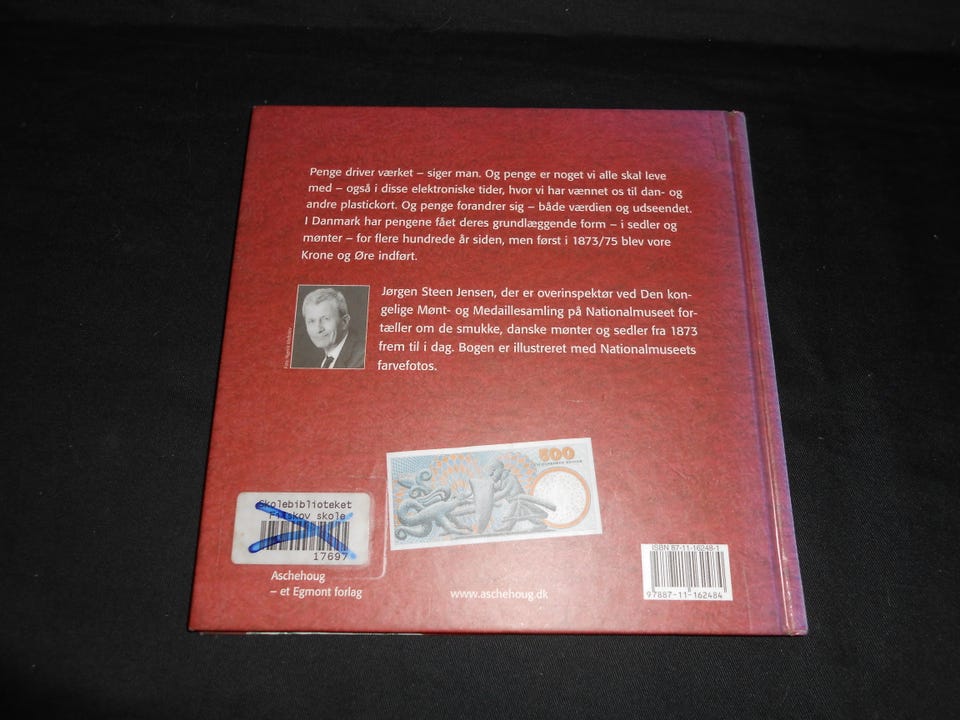 Penge driver værket – siger man. Og penge er noget vi alle skal leve
med – også i disse elektroniske tider, hvor vi har vænnet os til dan- og
andre plastickort. Og penge forandrer sig – både værdien og udseendet.
I Danmark har pengene fået deres grundlæggende form – i sedler og
mønter – for flere hundrede år siden, men først i 1873/75 blev vore
Krone og Øre indført.
Jørgen Steen Jensen, der er overinspektør ved Den kon-
gelige Mønt- og Medaillesamling på Nationalmuseet for-
tæller om de smukke, danske mønter og sedler fra 1873
frem til i dag. Bogen er illustreret med Nationalmuseets
farvefotos.
500
Skolebiblioteket
skole
17697
Aschehoug
– et Egmont forlag
www.aschehoug.dk
ISBN 87-11-16248-1
9788711162484